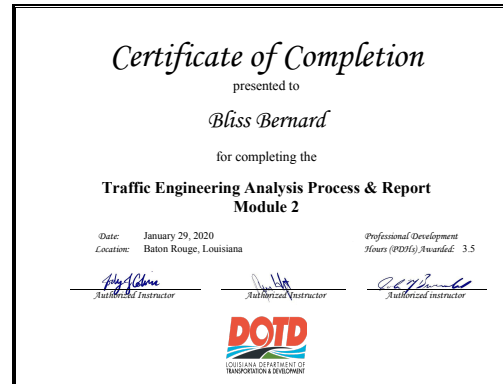 Certificate of Completion
presented to
Bliss Bernard
for completing the
Traffic Engineering Analysis Process & Report
Module 2
Date: January 29, 2020
Location: Baton Rouge, Louisiana
Professional Development
Hours (PDHs) Awarded: 3.5
Authorized Instructor
Authorized Instructor
Authorized instructor
DOTD
LOUISIANA DEPARTMENT OF
TRANSPORTATION & DEVELOPMENT